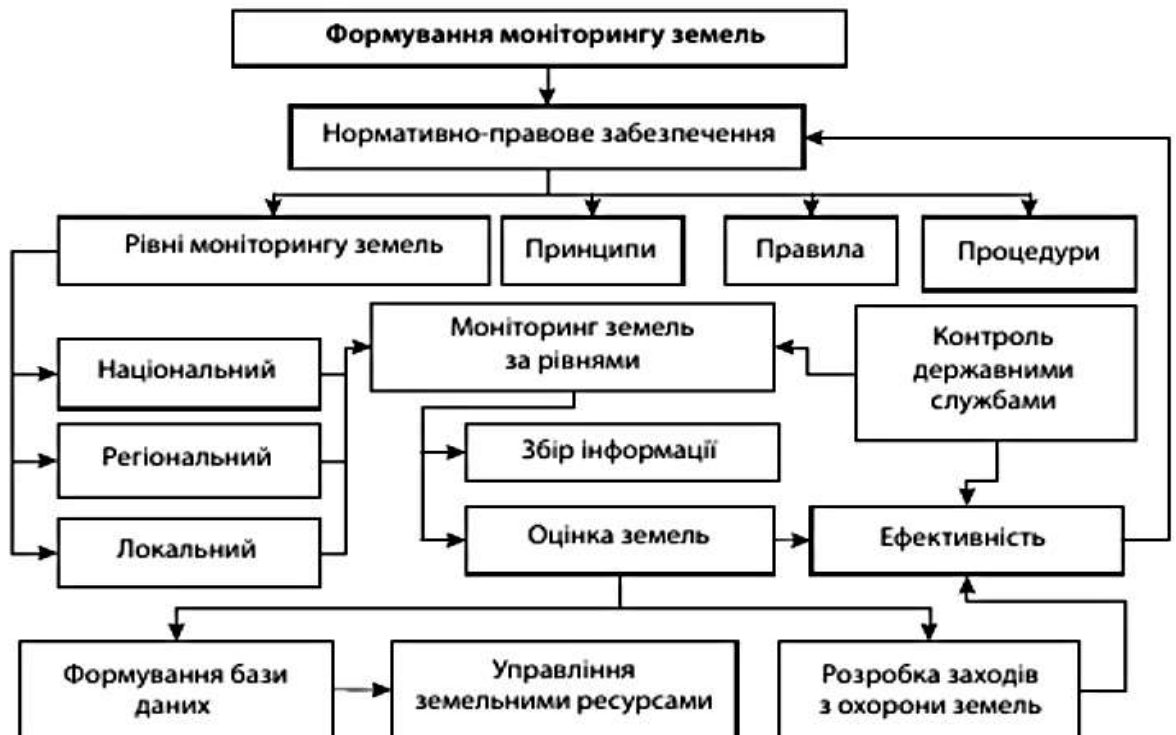 Формування моніторингу земель
Нормативно-правове забезпечення
Рівні моніторингу земель
Принципи
Правила
Процедури
Моніторинг земель
за рівнями
Контроль
державними
службами
Національний
Регіональний
Локальний
Збір інформації
Оцінка земель
Ефективність
Формування бази
даних
Управління
земельними ресурсами
Розробка заходів
з охорони земель